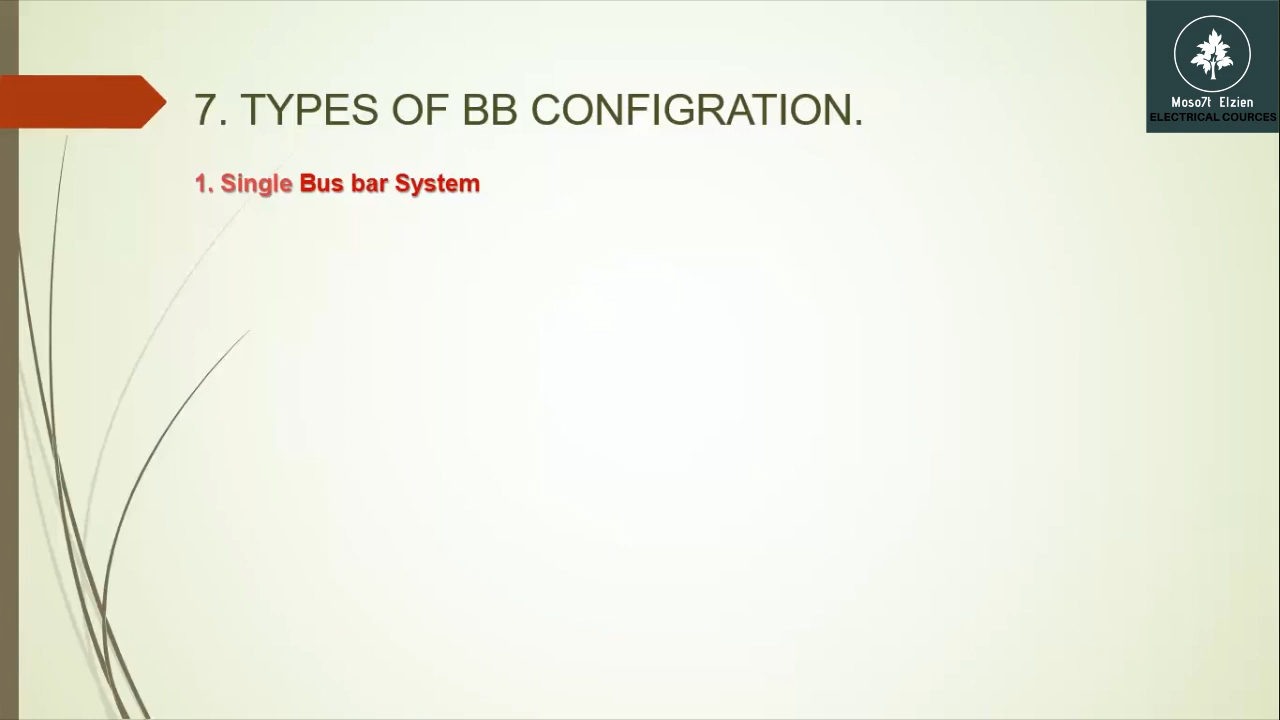 7. TYPES OF BB CONFIGRATION.
1. Single Bus bar System
Moso7t Elzien
ELECTRICAL COURCES